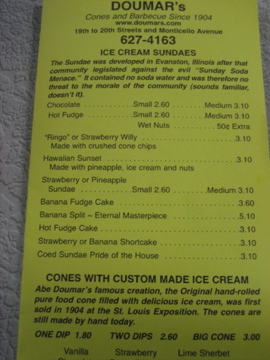 DOUMAR's
Cones and Barbecue Since 1904
www.doumars.com
19th to 20th Streets and Monticello Avenue
627-4163
ICE CREAM SUNDAES
The Sundae was developed in Evanston, Illinois after that
community legislated against the evil "Sunday Soda
Menace." It contained no soda water and was therefore no
threat to the morale of the community (sounds familiar,
doesn't it).
Chocolate ..................Small 2.60 ............Medium 3.10
Hot Fudge ..................Small 2.60 ............Medium 3.10
Wet Nuts ............50¢ Extra
"Ringo" or Strawberry Willy ............................3.10
Made with crushed cone chips
Hawaiian Sunset ............................3.10
Made with pineapple, ice cream and nuts
Strawberry or Pineapple
Sundae ............Small 2.60 ............Medium 3.10
Banana Fudge Cake ............................3.60
Banana Split ~ Eternal Masterpiece ............5.10
Hot Fudge Cake ............................3.10
Strawberry or Banana Shortcake ............3.10
Coed Sundae Pride of the House ............3.10
CONES WITH CUSTOM MADE ICE CREAM
Abe Doumar's famous creation, the Original hand-rolled
pure food cone filled with delicious ice cream, was first
sold in 1904 at the St. Louis Exposition. The cones are
still made by hand today.
ONE DIP 1.80 TWO DIPS 2.60 BIG CONE 3.00
Vanilla Strawberry Lime Sherbet